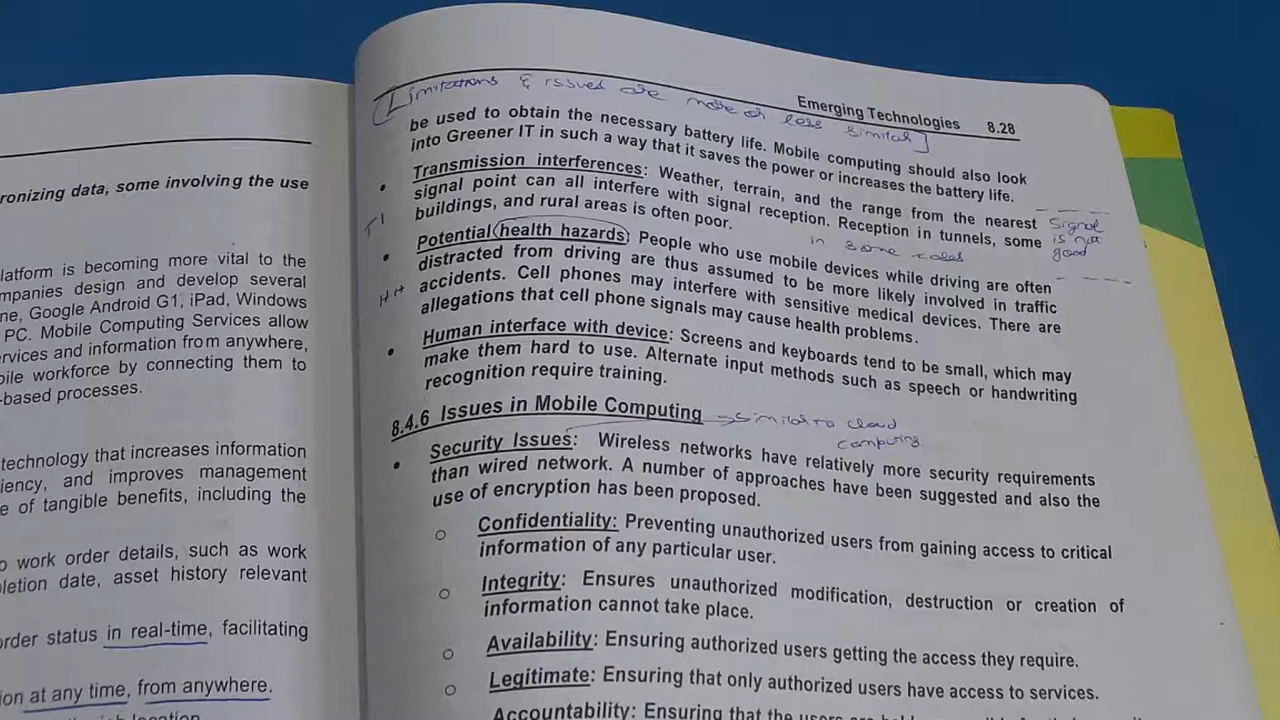 ronizing data, some involving the use
latform is becoming more vital to the
mpanies design and develop several
ne, Google Android G1, iPad, Windows
PC. Mobile Computing Services allow
rvices and information from anywhere,
bile workforce by connecting them to
-based processes.
technology that increases information
iency, and improves management
e of tangible benefits, including the
o work order details, such as work
pletion date, asset history relevant
order status in real-time, facilitating
ion at any time, from anywhere.
Emerging Technologies 8.28
[Limitations & issues are more or less similar]
be used to obtain the necessary battery life. Mobile computing should also look
into Greener IT in such a way that it saves the power or increases the battery life.
• Transmission interferences: Weather, terrain, and the range from the nearest
signal point can all interfere with signal reception. Reception in tunnels, some
buildings, and rural areas is often poor.
TI
Signal
is not
good
in some
• Potential health hazards: People who use mobile devices while driving are often
distracted from driving are thus assumed to be more likely involved in traffic
accidents. Cell phones may interfere with sensitive medical devices. There are
allegations that cell phone signals may cause health problems.
HH
• Human interface with device: Screens and keyboards tend to be small, which may
make them hard to use. Alternate input methods such as speech or handwriting
recognition require training.
8.4.6 Issues in Mobile Computing → similar to cloud
computing
• Security Issues: Wireless networks have relatively more security requirements
than wired network. A number of approaches have been suggested and also the
use of encryption has been proposed.
o Confidentiality: Preventing unauthorized users from gaining access to critical
information of any particular user.
o Integrity: Ensures unauthorized modification, destruction or creation of
information cannot take place.
o Availability: Ensuring authorized users getting the access they require.
o Legitimate: Ensuring that only authorized users have access to services.
Accountability: Ensuring that the users are